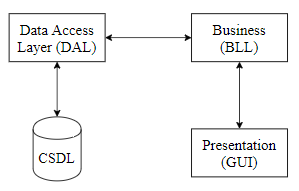 Data Access
Layer (DAL)
Business
(BLL)
CSDL
Presentation
(GUI)